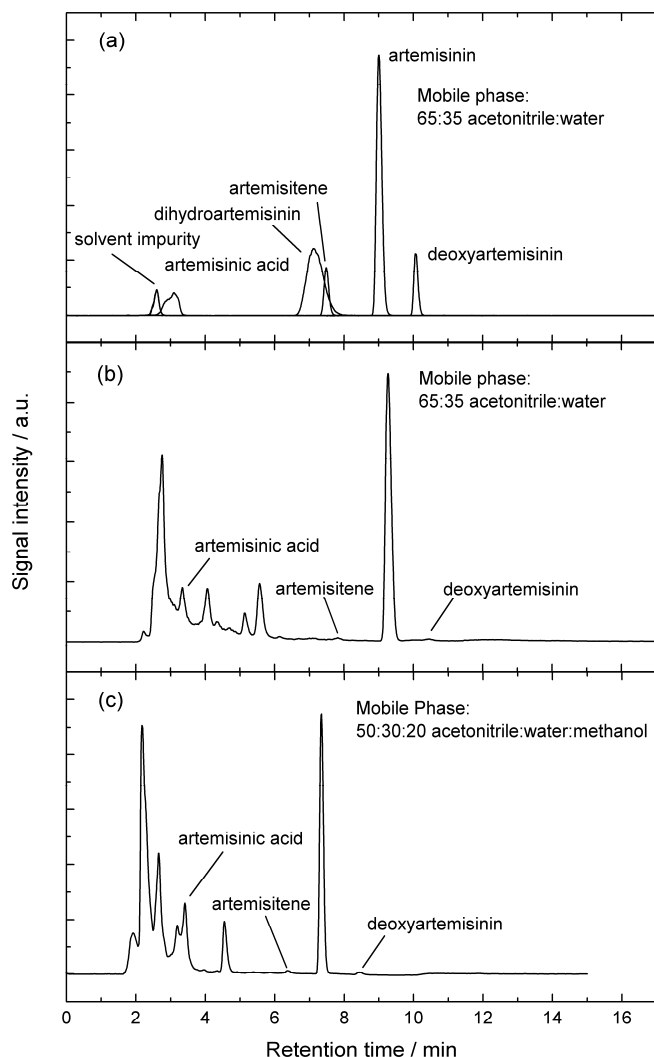 (a)
artemisinin
Mobile phase:
65:35 acetonitrile:water
artemisitene
dihydroartemisinin
solvent impurity
artemisinic acid
deoxyartemisinin
(b)
Mobile phase:
65:35 acetonitrile:water
artemisinic acid
artemisitene
deoxyartemisinin
(c)
Mobile Phase:
50:30:20 acetonitrile:water:methanol
artemisinic acid
artemisitene
deoxyartemisinin
Signal intensity / a.u.
0 2 4 6 8 10 12 14 16
Retention time / min